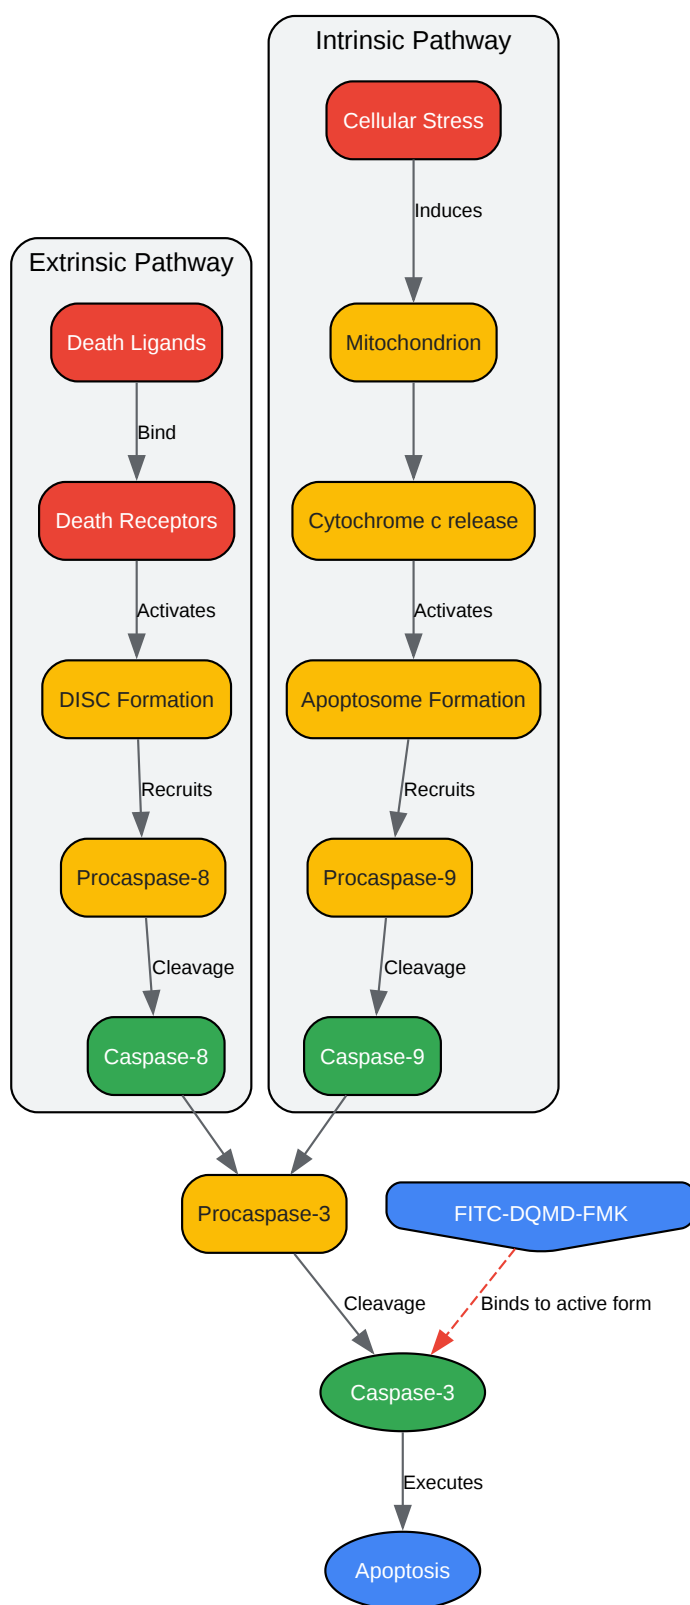 Intrinsic Pathway
Cellular Stress
Induces
Mitochondrion
Cytochrome c release
Activates
Apoptosome Formation
Recruits
Procaspase-9
Cleavage
Caspase-9
Extrinsic Pathway
Death Ligands
Bind
Death Receptors
Activates
DISC Formation
Recruits
Procaspase-8
Cleavage
Caspase-8
Procaspase-3
FITC-DQMD-FMK
Cleavage
Binds to active form
Caspase-3
Executes
Apoptosis